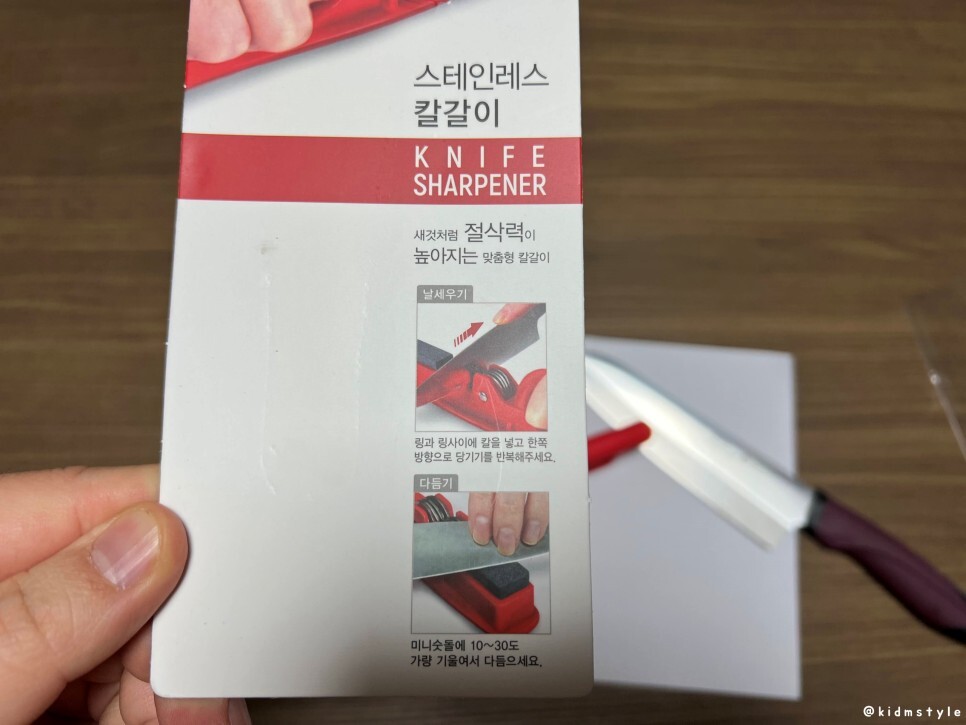 스테인레스
칼갈이
KNIFE
SHARPENER
새것처럼 절삭력이
높아지는 맞춤형 칼갈이
날세우기
링과 링사이에 칼을 넣고 한쪽
방향으로 당기기를 반복해주세요.
다듬기
미니숫돌에 10~30도
가량 기울여서 다듬으세요.
@kidmstyle